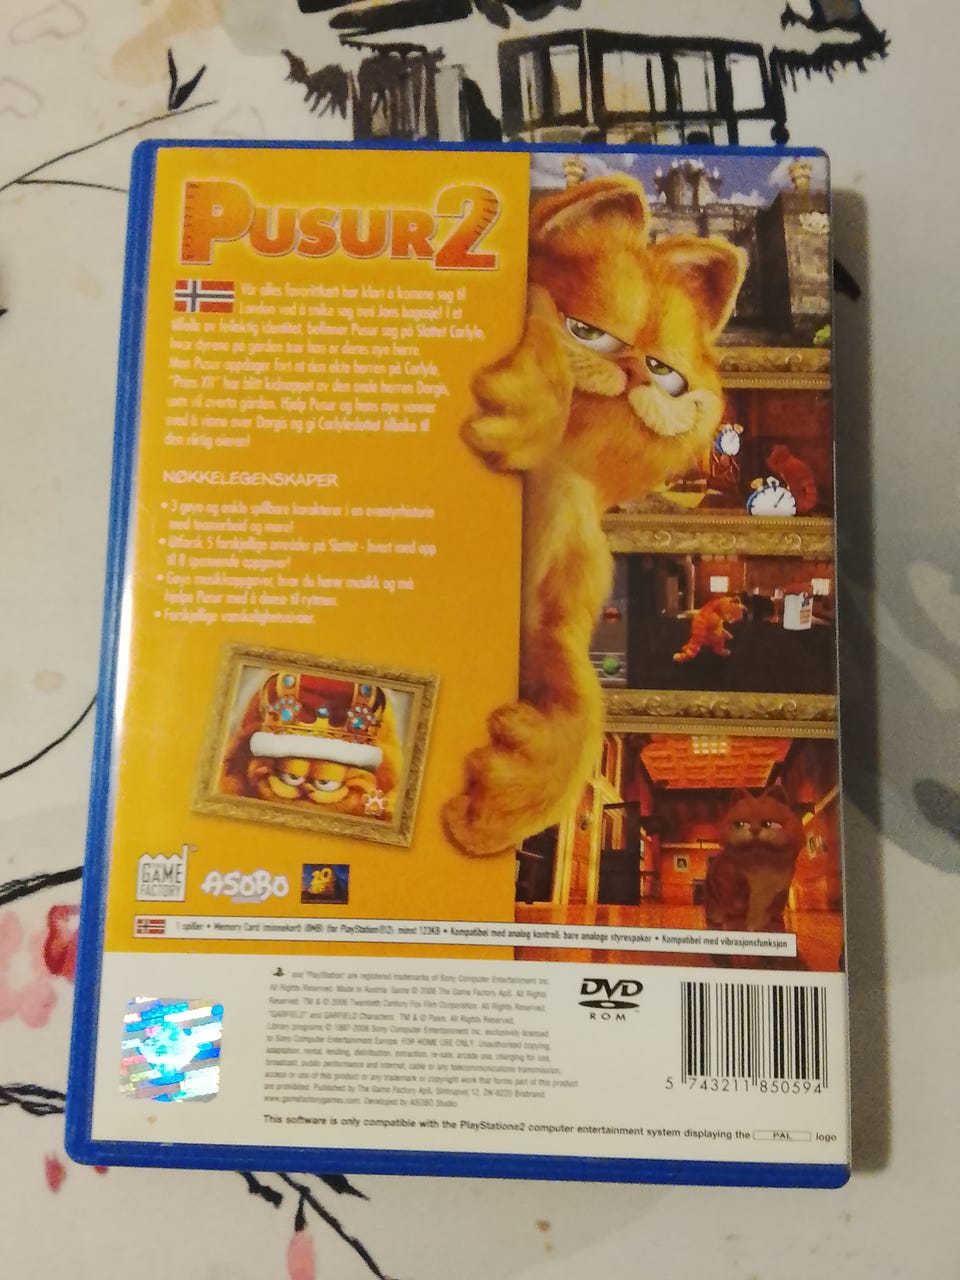 PUSUR2
Vår alles favorittkatt har klart å komme seg til
London ved å snike seg inni Jons bagasje! I et
tilfelle av feilaktig identitet, befinner Pusur seg på Slottet Carlyle,
hvor dyrene på gården tror han er deres nye herre.
Men Pusur oppdager fort at den ekte herren på Carlyle,
"Prins XII" har blitt kidnappet av den onde herren Dargis,
som vil overta gården. Hjelp Pusur og hans nye venner
med å vinne over Dargis og gi Carlyleslottet tilbake til
den riktig eieren!
NØKKELEGENSKAPER
• 3 gøye og enkle spillbare karakterer i en eventyrhistorie
med teamarbeid og moro!
• Utforsk 5 forskjellige områder på Slottet - hvert med opp
til 8 spennende oppgaver!
• Gøye musikkoppgaver, hvor du hører musikk og må
hjelpe Pusur med å danse til rytmen.
• Forskjellige vanskelighetsnivåer.
THE GAME FACTORY
ASOBO
1 spiller • Memory Card (minnekort) (8MB) (for PlayStation®2): minst 123KB • Kompatibel med analog kontroll: bare analoge styrespaker • Kompatibel med vibrasjonsfunksjon
and "PlayStation" are registered trademarks of Sony Computer Entertainment Inc.
All Rights Reserved. Made in Austria. Game © 2006 The Game Factory ApS. All Rights
Reserved. TM & © 2006 Twentieth Century Fox Film Corporation. All Rights Reserved.
"GARFIELD" and GARFIELD Characters: TM & © Paws. All Rights Reserved.
Library programs © 1997-2006 Sony Computer Entertainment Inc. exclusively licensed
to Sony Computer Entertainment Europe. FOR HOME USE ONLY. Unauthorised copying,
adaptation, rental, lending, distribution, extraction, re-sale, arcade use, charging for use,
broadcast, public performance and internet, cable or any telecommunications transmission,
access or use of this product or any trademark or copyright work that forms part of this product
are prohibited. Published by The Game Factory ApS, DK-8220 Brabrand.
www.gamefactorygames.com. Developed by ASOBO Studio.
DVD
ROM
5 743211 850594
This software is only compatible with the PlayStation®2 computer entertainment system displaying the PAL logo